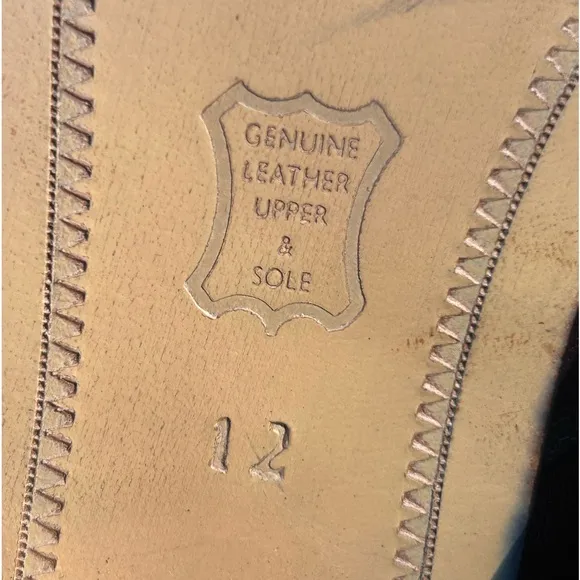 GENUINE
LEATHER
UPPER
&
SOLE
12